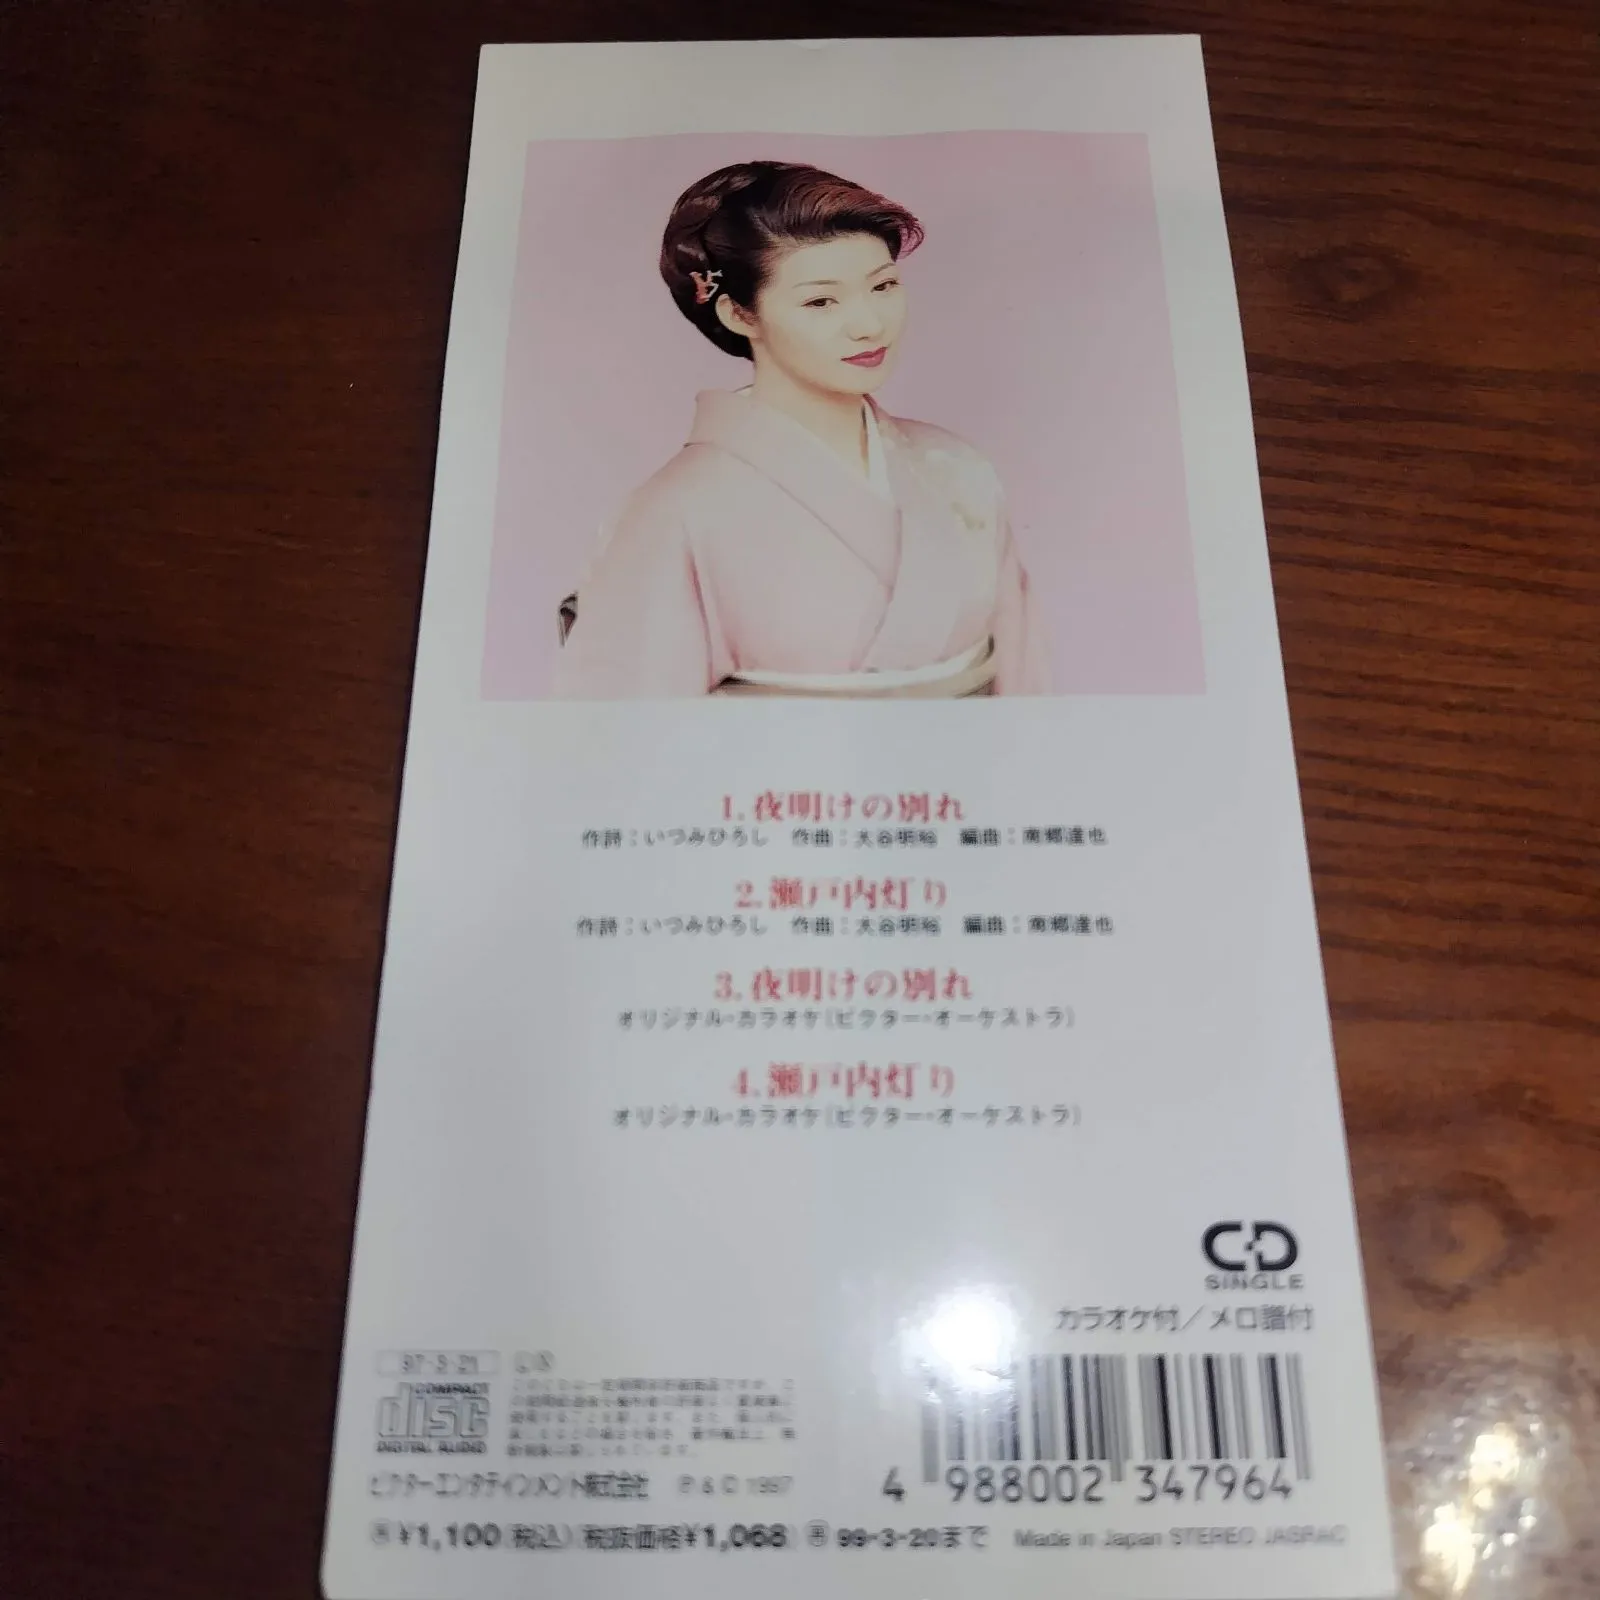 1.夜明けの別れ
作詩：いつみひろし 作曲：大谷明裕 編曲：南郷達也
2.瀬戸内灯り
作詩：いつみひろし 作曲：大谷明裕 編曲：南郷達也
3.夜明けの別れ
オリジナル・カラオケ(ビクター・オーケストラ)
4.瀬戸内灯り
オリジナル・カラオケ(ビクター・オーケストラ)
CD
SINGLE
カラオケ付／メロ譜付
97・3・21
COMPACT
disc
DIGITAL AUDIO
ビクターエンタテインメント株式会社 ℗&© 1997
4 988002 347964
¥1,100(税込)(税抜価格¥1,068) 99・3・20まで Made in Japan STEREO JASRAC